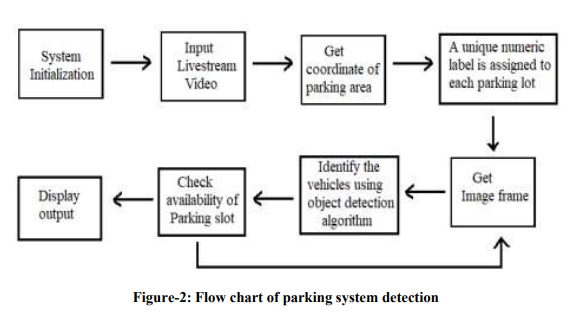 System
Initialization
Input
Livestream
Video
Get
coordinate of
parking area
A unique numeric
label is assigned to
each parking lot
Get
Image frame
Identify the
vehicles using
object detection
algorithm
Check
availability of
Parking slot
Display
output
Figure-2: Flow chart of parking system detection